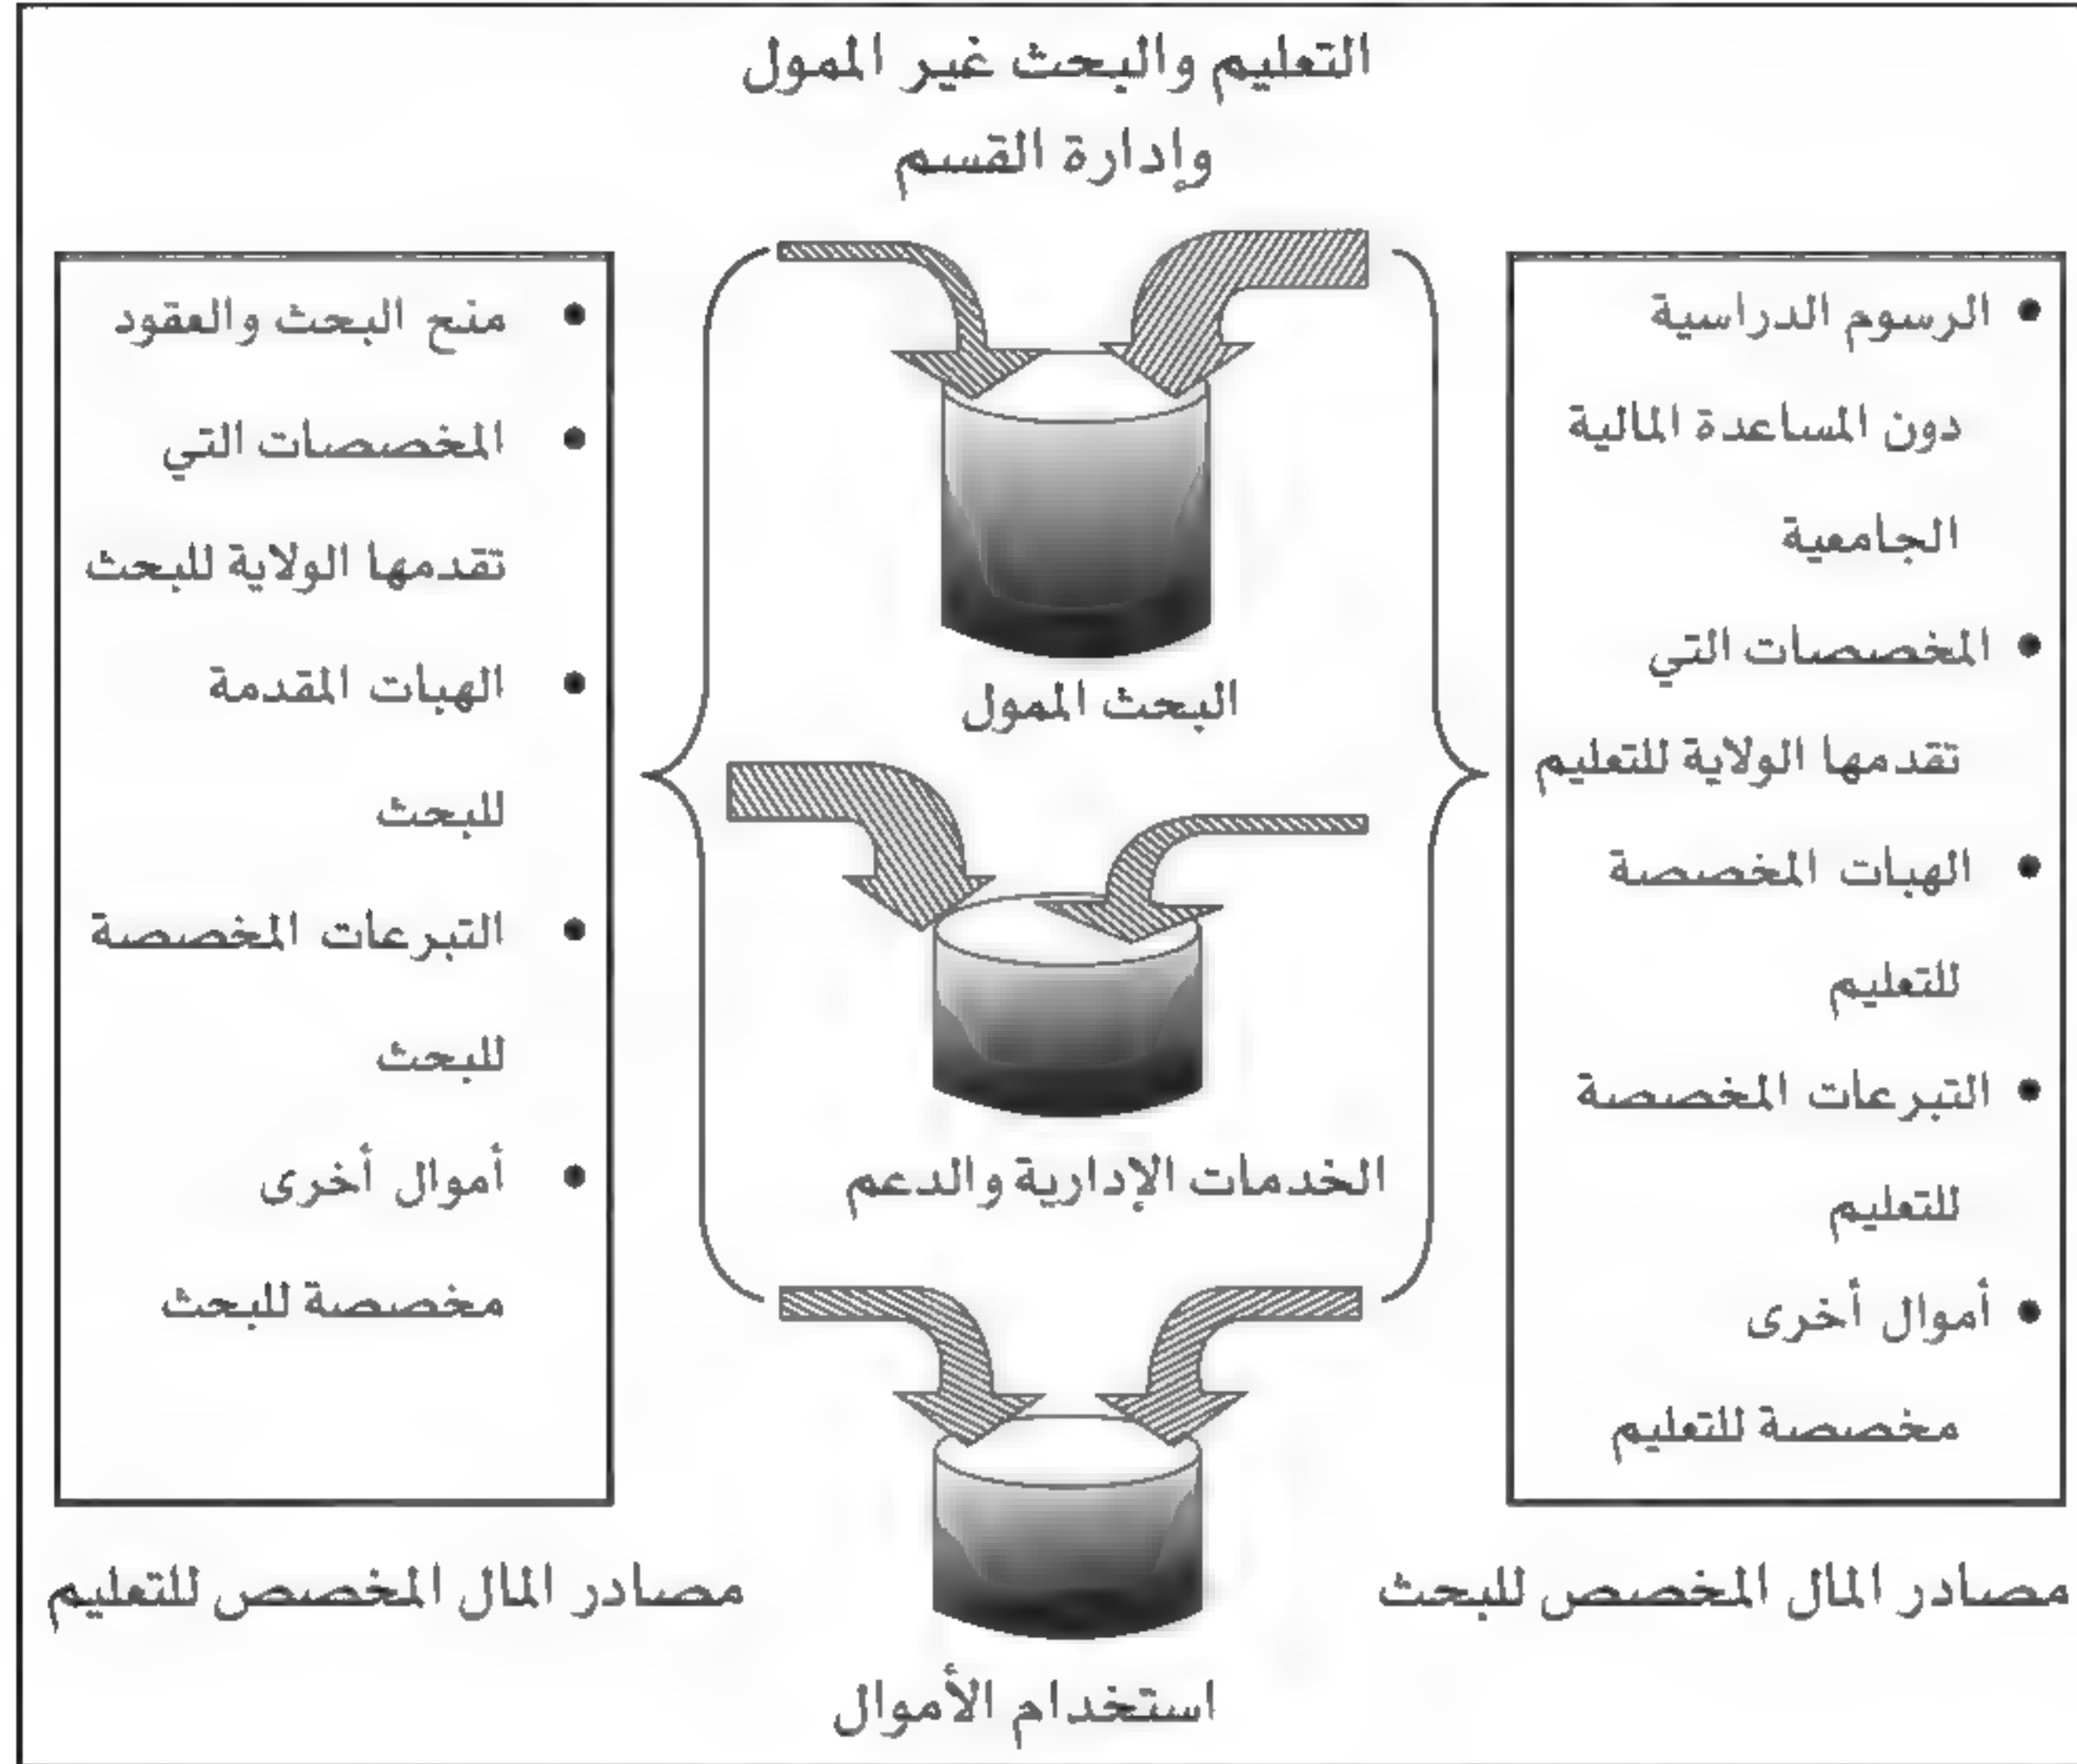 التعليم والبحث غير الممول
وإدارة القسم
• الرسوم الدراسية
دون المساعدة المالية
الجامعية
• المخصصات التي
تقدمها الولاية للتعليم
• الهبات المخصصة
للتعليم
• التبرعات المخصصة
للتعليم
• أموال أخرى
مخصصة للتعليم
مصادر المال المخصص للبحث
البحث الممول
الخدمات الإدارية والدعم
استخدام الأموال
• منح البحث والعقود
• المخصصات التي
تقدمها الولاية للبحث
• الهبات المقدمة
للبحث
• التبرعات المخصصة
للبحث
• أموال أخرى
مخصصة للبحث
مصادر المال المخصص للتعليم